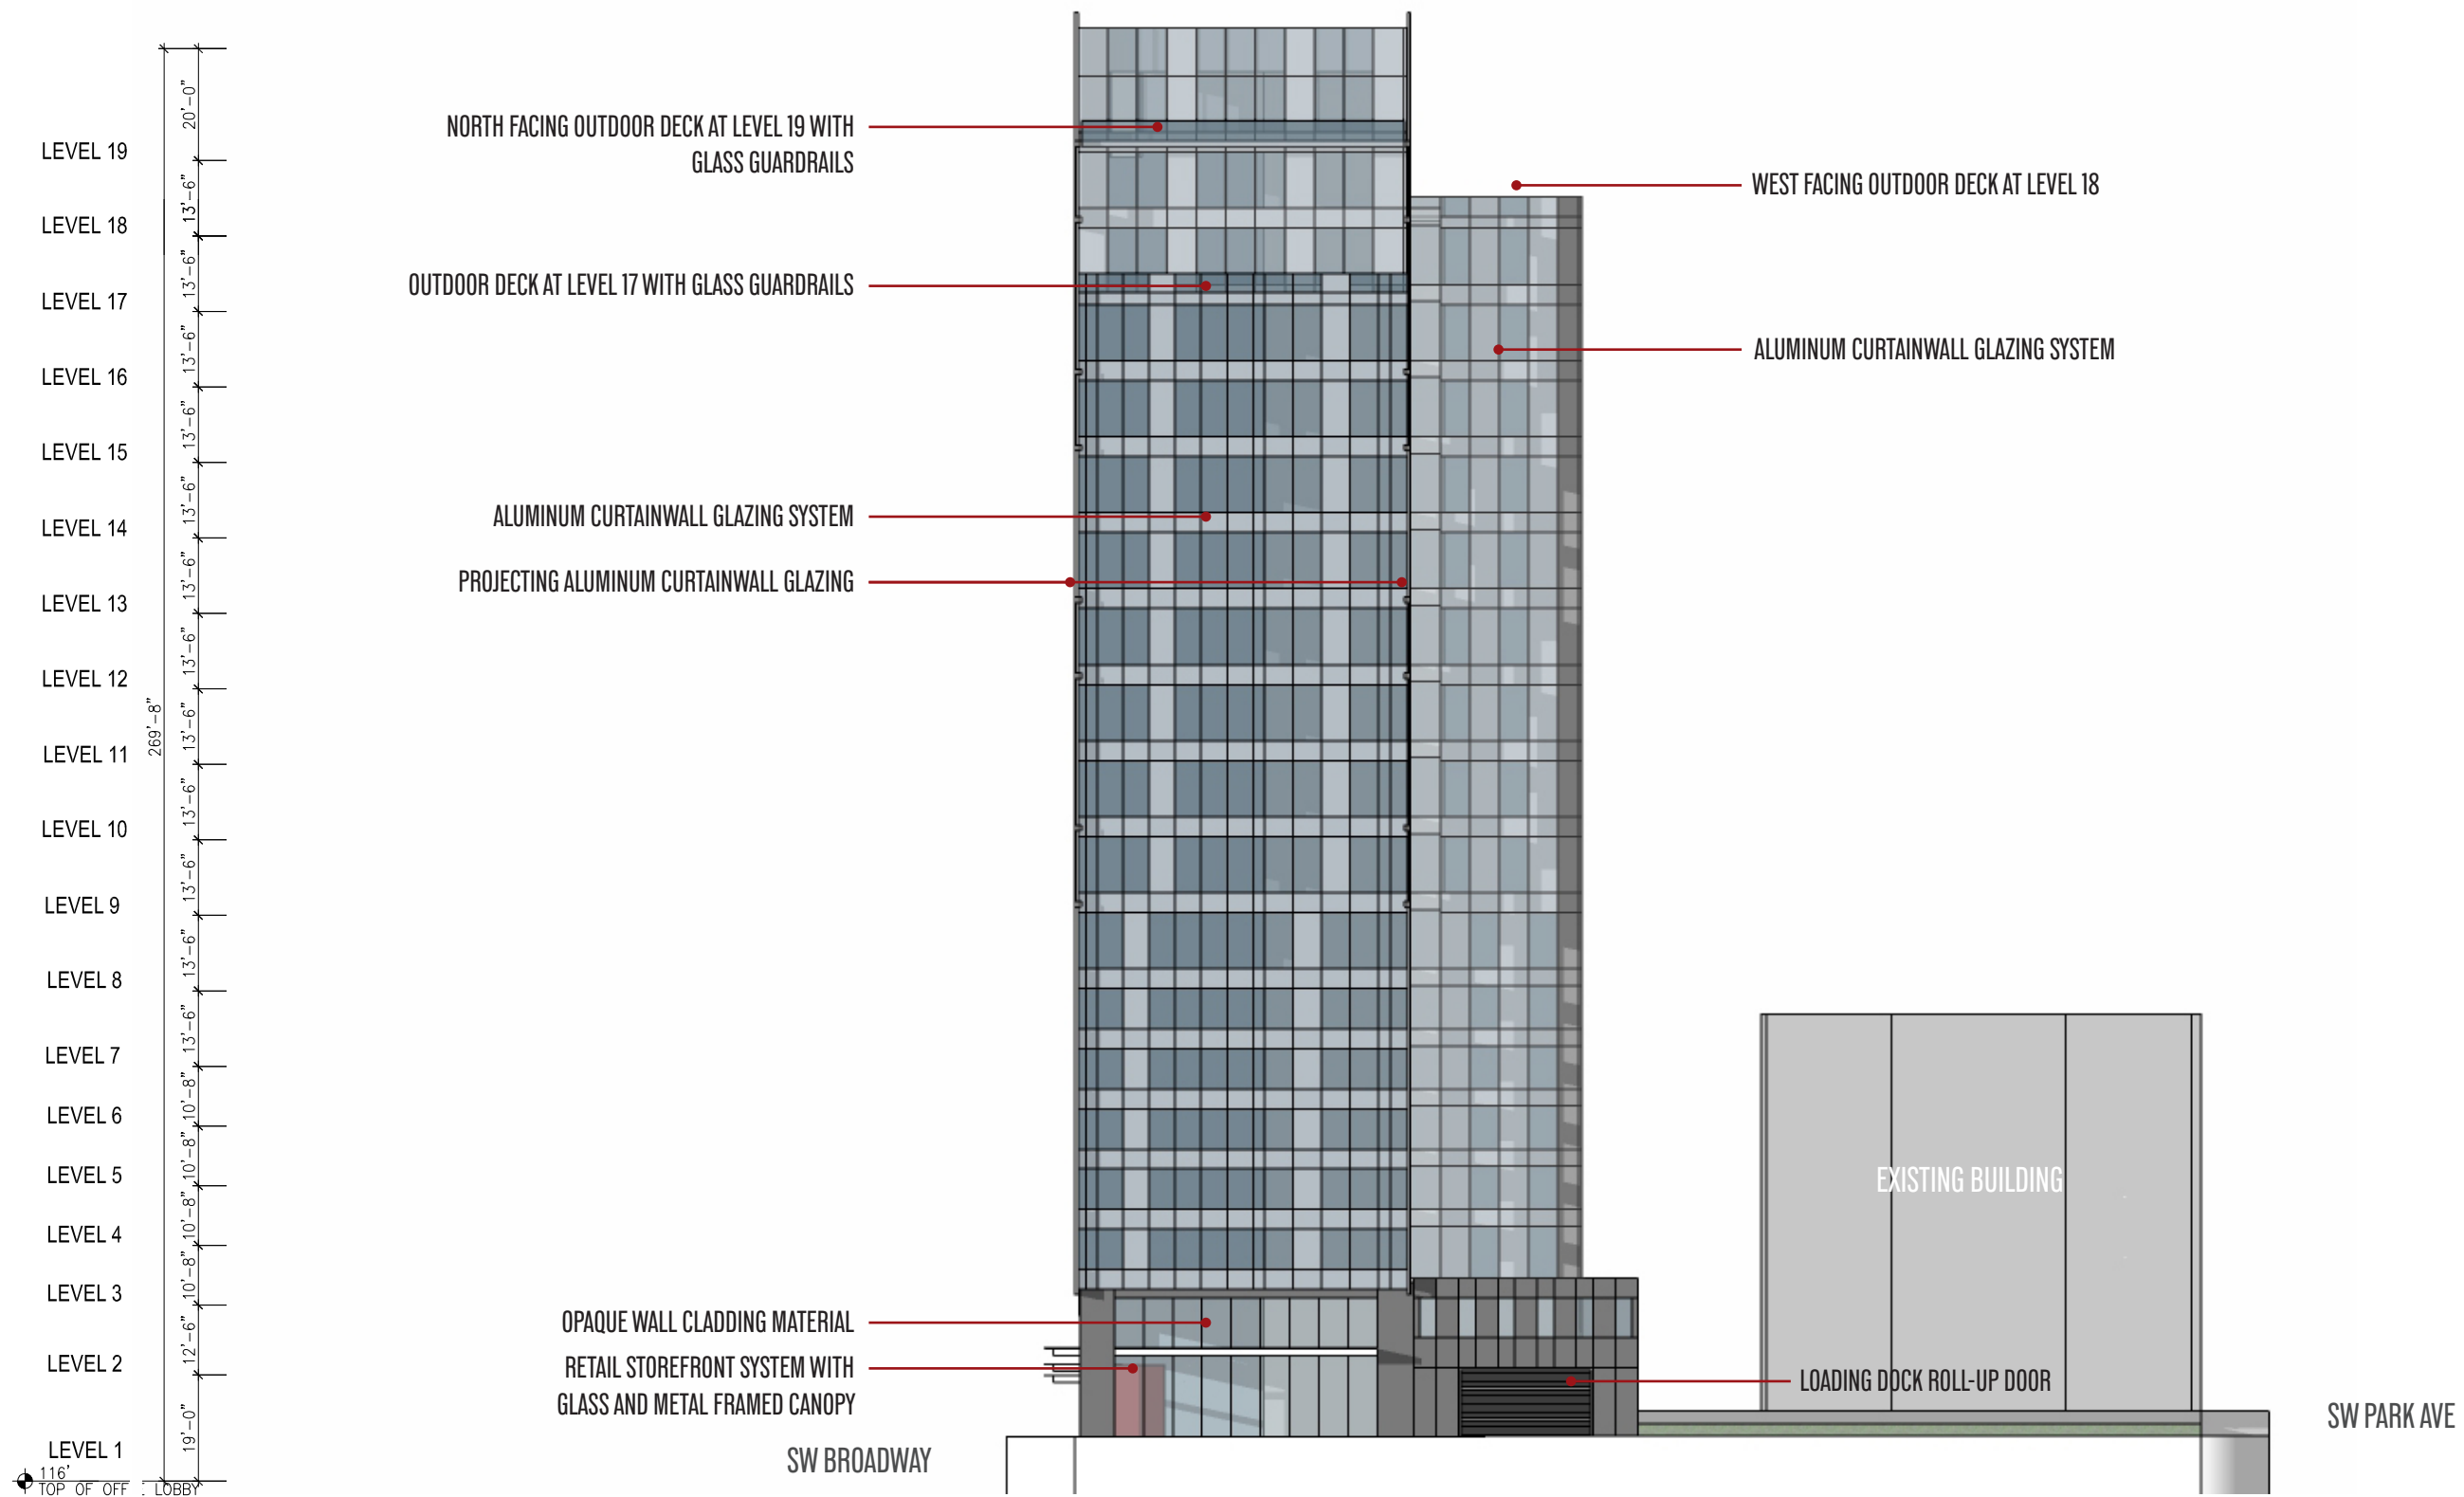 20'-0"
NORTH FACING OUTDOOR DECK AT LEVEL 19 WITH
GLASS GUARDRAILS
LEVEL 19
13'-6"
WEST FACING OUTDOOR DECK AT LEVEL 18
LEVEL 18
13'-6"
OUTDOOR DECK AT LEVEL 17 WITH GLASS GUARDRAILS
LEVEL 17
13'-6"
ALUMINUM CURTAINWALL GLAZING SYSTEM
LEVEL 16
13'-6"
LEVEL 15
13'-6"
ALUMINUM CURTAINWALL GLAZING SYSTEM
LEVEL 14
13'-6"
PROJECTING ALUMINUM CURTAINWALL GLAZING
LEVEL 13
13'-6"
LEVEL 12
269'-8"
13'-6"
LEVEL 11
13'-6"
LEVEL 10
13'-6"
LEVEL 9
13'-6"
LEVEL 8
13'-6"
LEVEL 7
10'-8"
LEVEL 6
10'-8"
LEVEL 5
EXISTING BUILDING
10'-8"
LEVEL 4
10'-8"
LEVEL 3
12'-6"
OPAQUE WALL CLADDING MATERIAL
LEVEL 2
RETAIL STOREFRONT SYSTEM WITH
GLASS AND METAL FRAMED CANOPY
LOADING DOCK ROLL-UP DOOR
19'-0"
SW PARK AVE
LEVEL 1
SW BROADWAY
116'
TOP OF OFF LOBBY